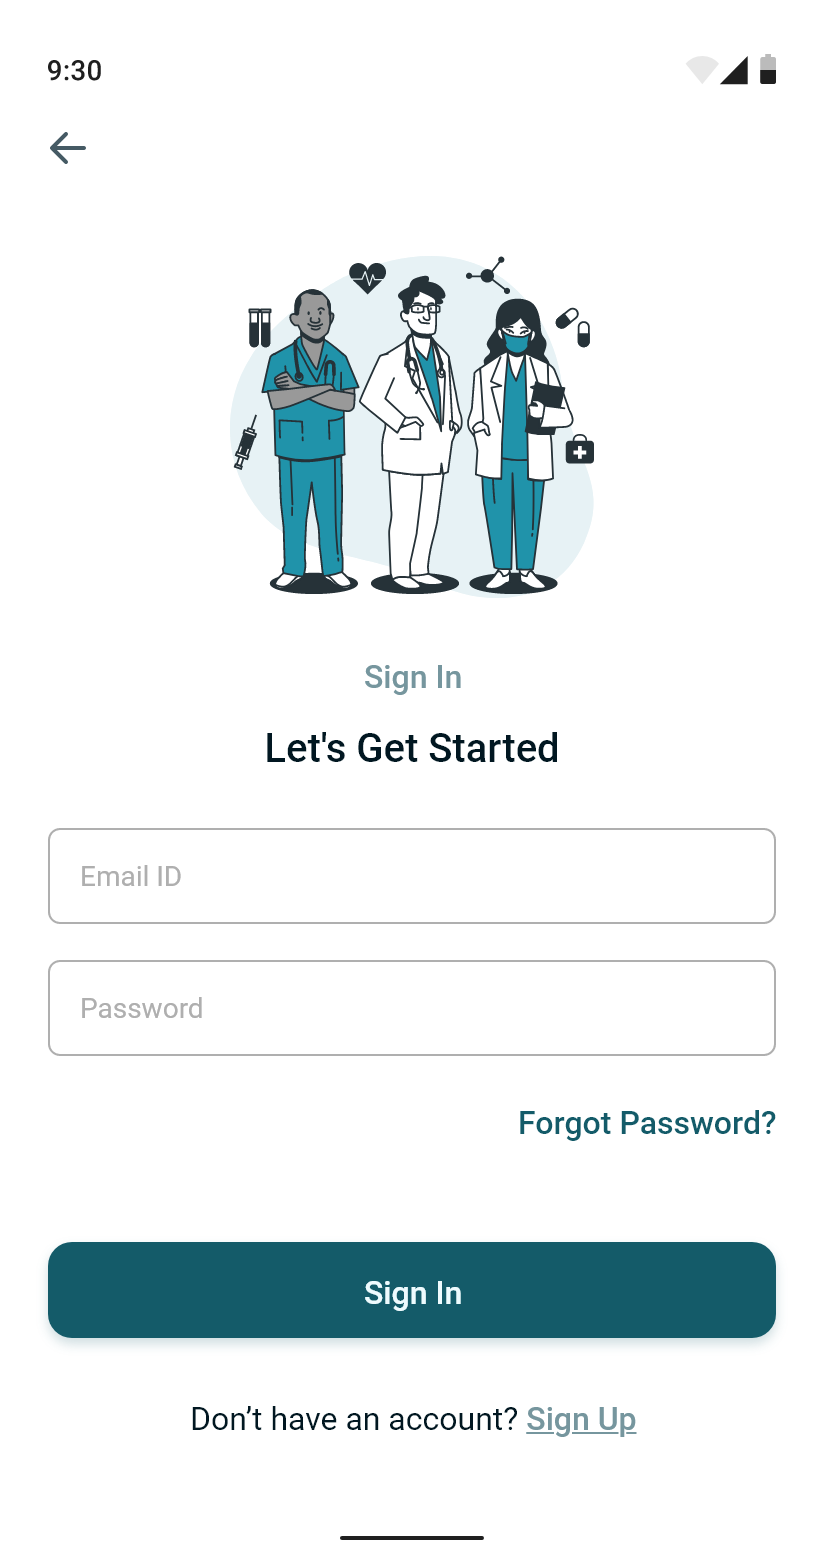 9:30
Sign In
Let's Get Started
Email ID
Password
Forgot Password?
Sign In
Don’t have an account? Sign Up